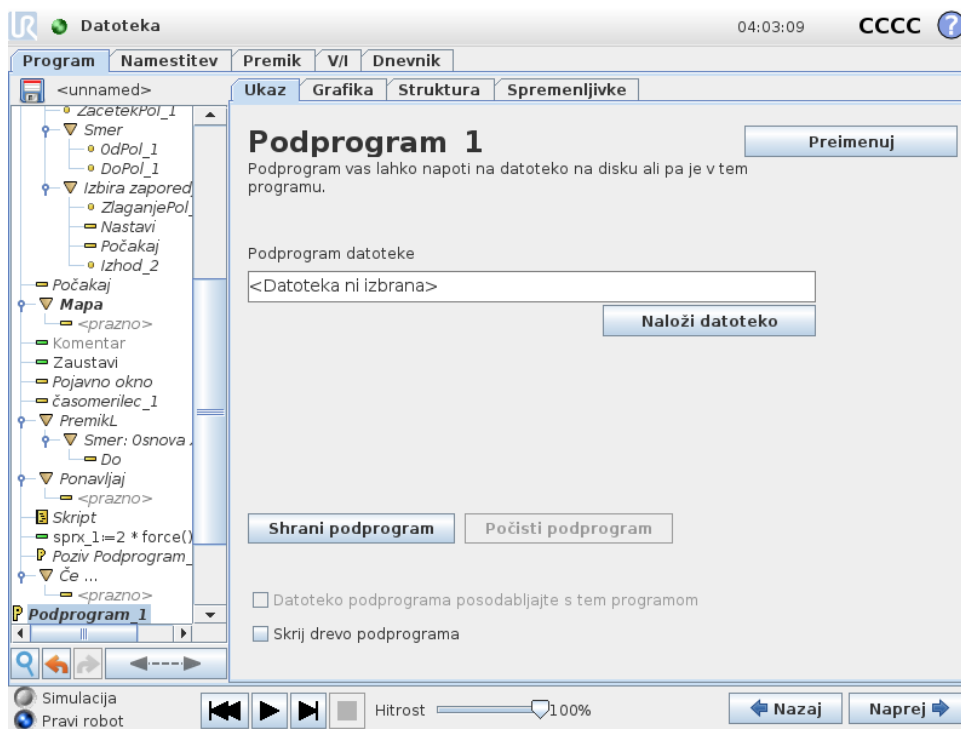 UR Datoteka 04:03:09 CCCC ?
Program Namestitev Premik V/I Dnevnik
<unnamed>
Ukaz Grafika Struktura Spremenljivke
ZacetekPol_1
Smer
OdPol_1
DoPol_1
Izbira zapored
ZlaganjePol_
Nastavi
Počakaj
Izhod_2
Počakaj
Mapa
<prazno>
Komentar
Zaustavi
Pojavno okno
časomerilec_1
PremikL
Smer: Osnova
Do
Ponavljaj
<prazno>
Skript
sprx_1:=2 * force()
Poziv Podprogram_
Če ...
<prazno>
Podprogram_1
Podprogram 1
Preimenuj
Podprogram vas lahko napoti na datoteko na disku ali pa je v tem
programu.
Podprogram datoteke
<Datoteka ni izbrana>
Naloži datoteko
Shrani podprogram Počisti podprogram
Datoteko podprograma posodabljajte s tem programom
Skrij drevo podprograma
Simulacija
Pravi robot
Hitrost 100%
Nazaj Naprej